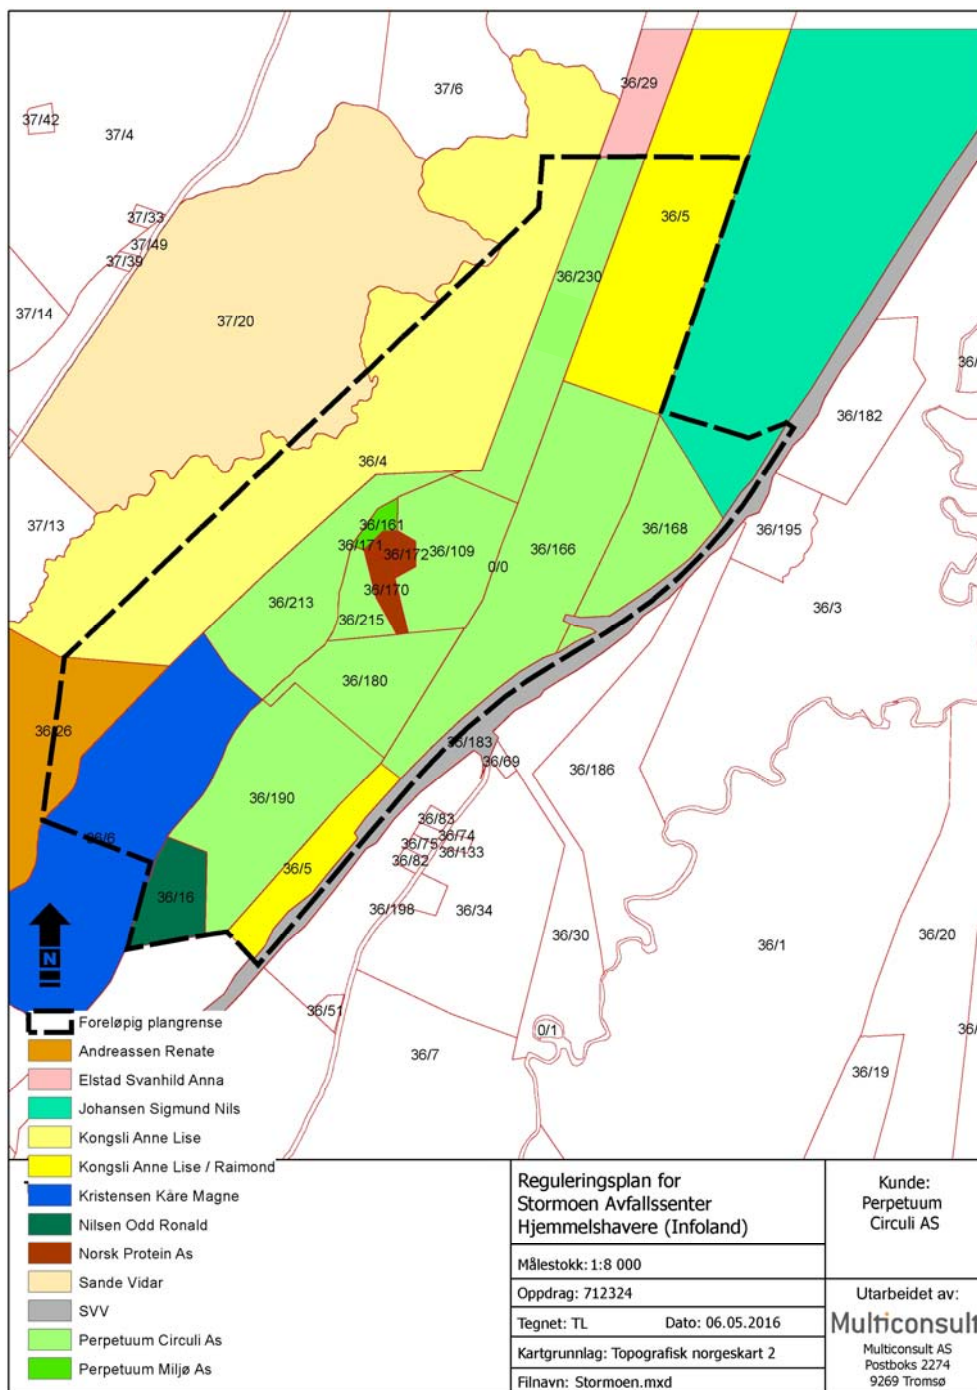 37/6
36/29
37/42
37/4
36/5
37/33
37/49
37/39
36/230
37/14
37/20
36/
36/182
36/4
37/13
36/161
36/195
36/168
36/171
36/172
36/109
36/166
0/0
36/170
36/213
36/3
36/215
36/180
36/26
36/183
36/69
36/186
36/190
36/83
36/6
36/74
36/75
36/133
36/82
36/5
36/16
36/198
36/34
36/30
36/20
36/1
N
36/51
0/1
36/
36/7
36/19
Foreløpig plangrense
Andreassen Renate
Elstad Svanhild Anna
Johansen Sigmund Nils
Kongsli Anne Lise
Kongsli Anne Lise / Raimond
Kristensen Kåre Magne
Nilsen Odd Ronald
Norsk Protein As
Sande Vidar
SVV
Perpetuum Circuli As
Perpetuum Miljø As
Reguleringsplan for
Stormoen Avfallssenter
Hjemmelshavere (Infoland)
Målestokk: 1:8 000
Oppdrag: 712324
Tegnet: TL Dato: 06.05.2016
Kartgrunnlag: Topografisk norgeskart 2
Filnavn: Stormoen.mxd
Kunde:
Perpetuum
Circuli AS
Utarbeidet av:
Multiconsult
Multiconsult AS
Postboks 2274
9269 Tromsø